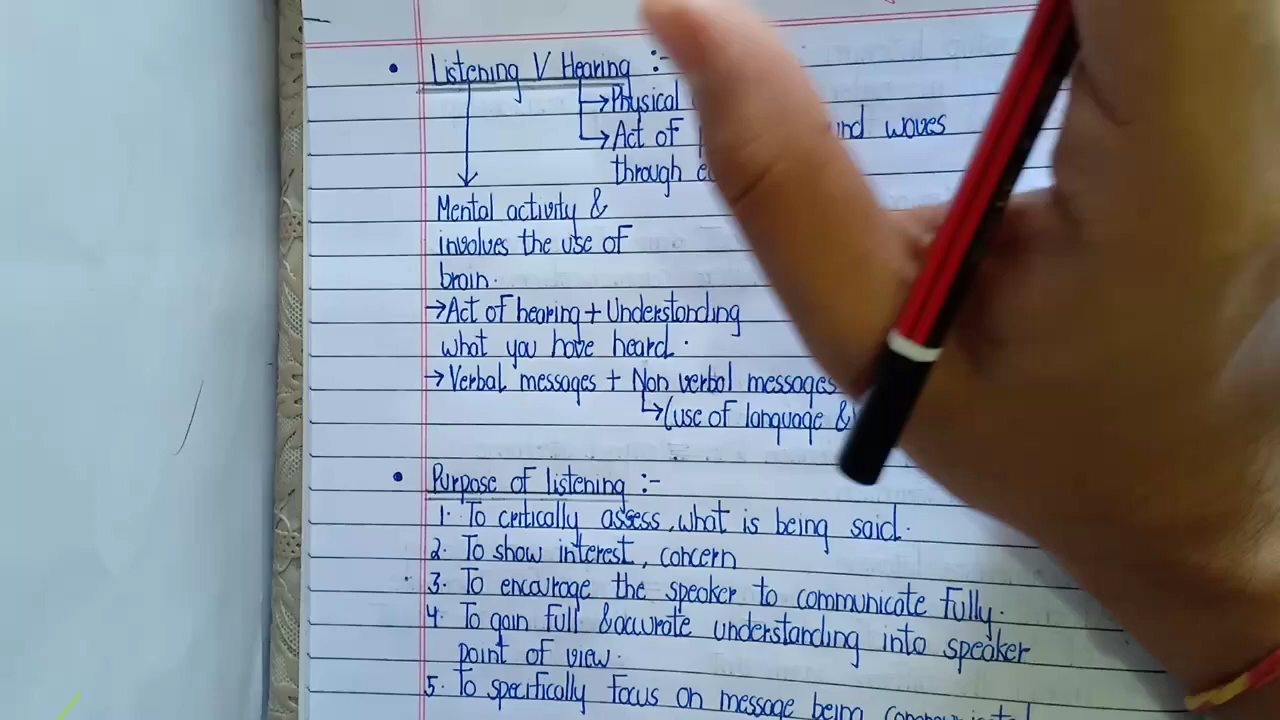 • Listening V Hearing :-
→ Physical
→ Act of waves
through
Mental activity &
involves the use of
brain.
→ Act of hearing + Understanding
what you have heard.
→ Verbal messages + Non verbal messages
→ (use of language &
• Purpose of listening :-
1. To critically assess, what is being said.
2. To show interest, concern
3. To encourage the speaker to communicate fully.
4. To gain full & accurate understanding into speaker
point of view.
5. To specifically focus on message being